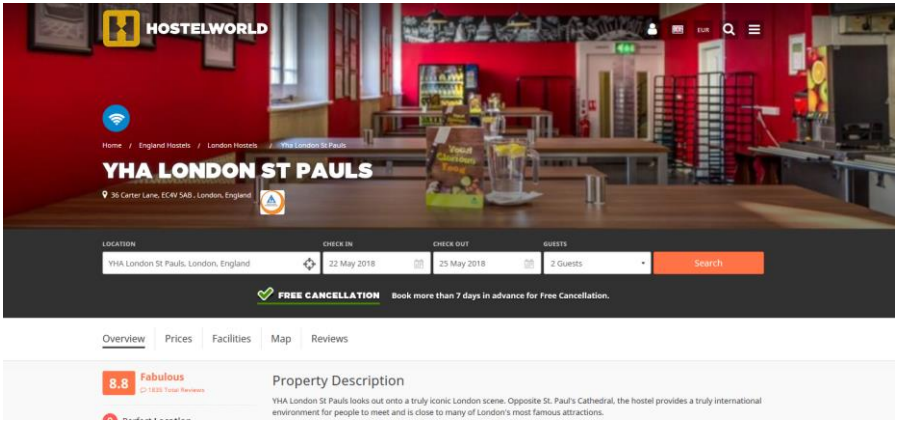 HOSTELWORLD
EUR
Home / England Hostels / London Hostels / Yha London St Pauls
YHA LONDON ST PAULS
36 Carter Lane, EC4V 5AB , London, England
Your
Glorious
Food
LOCATION CHECK IN CHECK OUT GUESTS
YHA London St Pauls, London, England 22 May 2018 25 May 2018 2 Guests Search
FREE CANCELLATION Book more than 7 days in advance for Free Cancellation.
Overview Prices Facilities Map Reviews
8.8 Fabulous
1835 Total Reviews
Property Description
YHA London St Pauls looks out onto a truly iconic London scene. Opposite St. Paul's Cathedral, the hostel provides a truly international
environment for people to meet and is close to many of London's most famous attractions.
Perfect Location